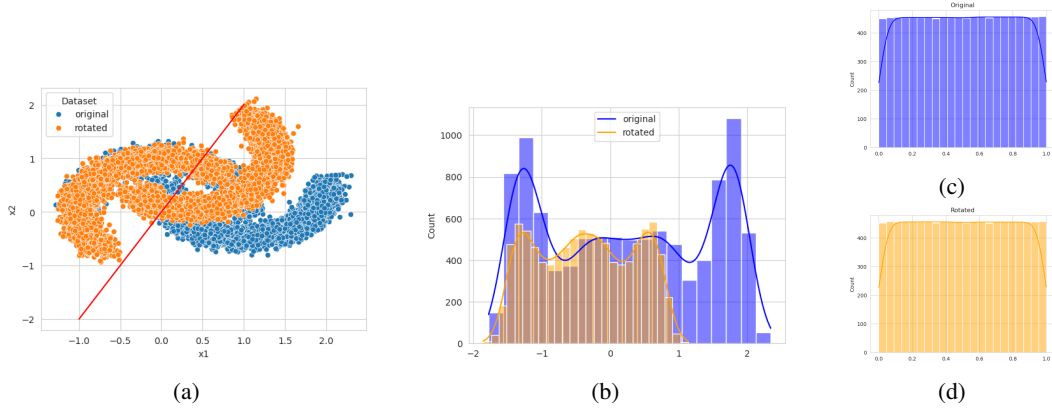 Dataset
original
rotated
x2
2
1
0
−1
−2
−1.0 −0.5 0.0 0.5 1.0 1.5 2.0
x1
(a)
original
rotated
Count
1000
800
600
400
200
0
−2 −1 0 1 2
(b)
Original
Count
400
300
200
100
0
0.0 0.2 0.4 0.6 0.8 1.0
(c)
Rotated
Count
400
300
200
100
0
0.0 0.2 0.4 0.6 0.8 1.0
(d)